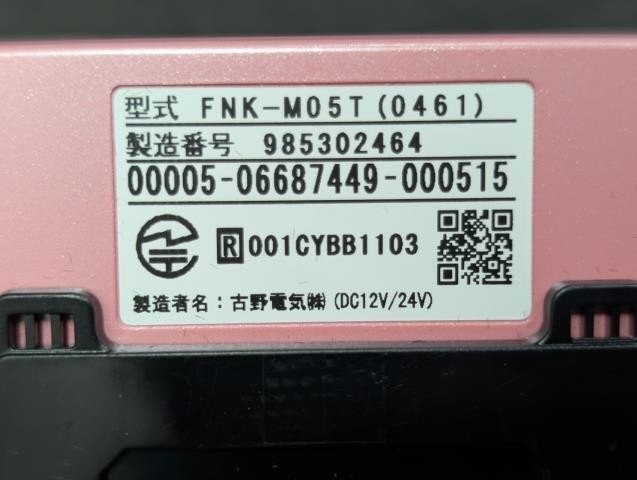 型式 FNK-M05T(0461)
製造番号 985302464
00005-06687449-000515
R 001CYBB1103
製造者名：古野電気㈱ (DC12V/24V)